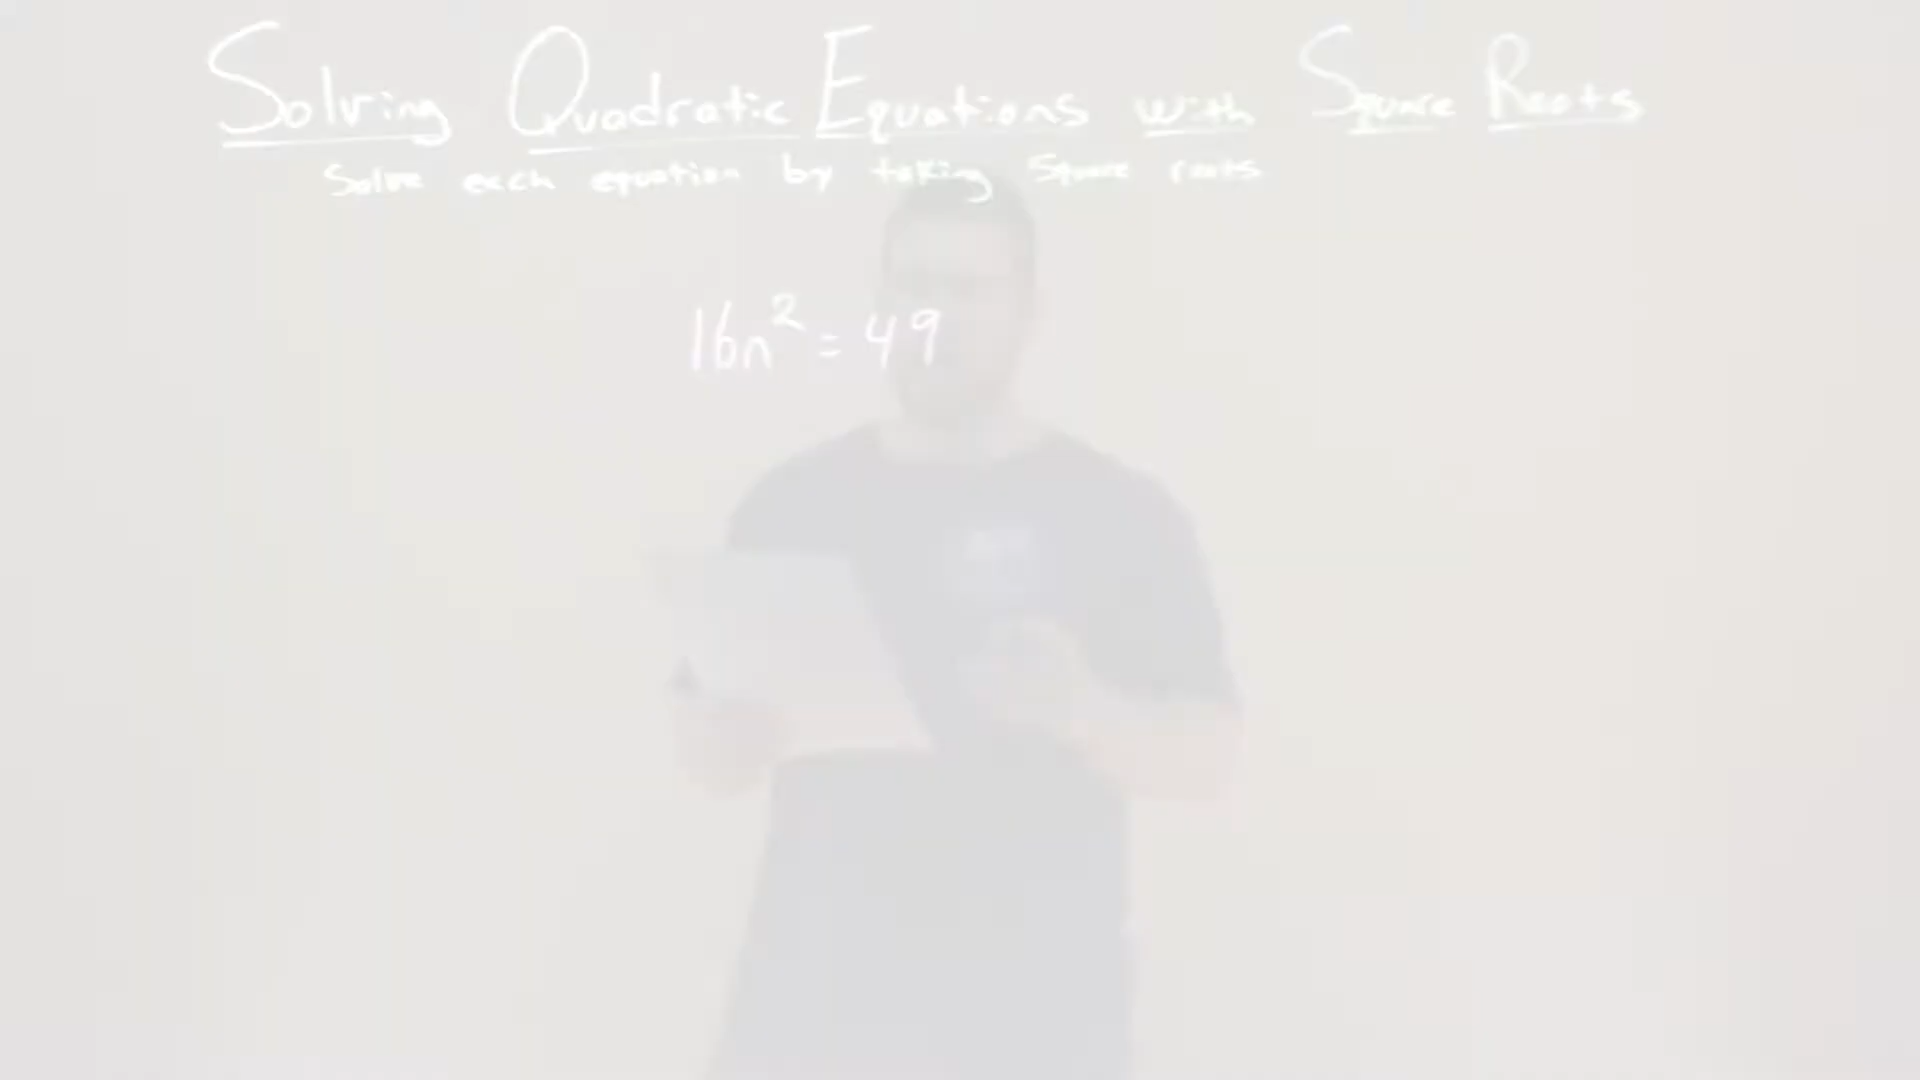 Solving Quadratic Equations with Square Roots
Solve each equation by taking square roots
16n² = 49